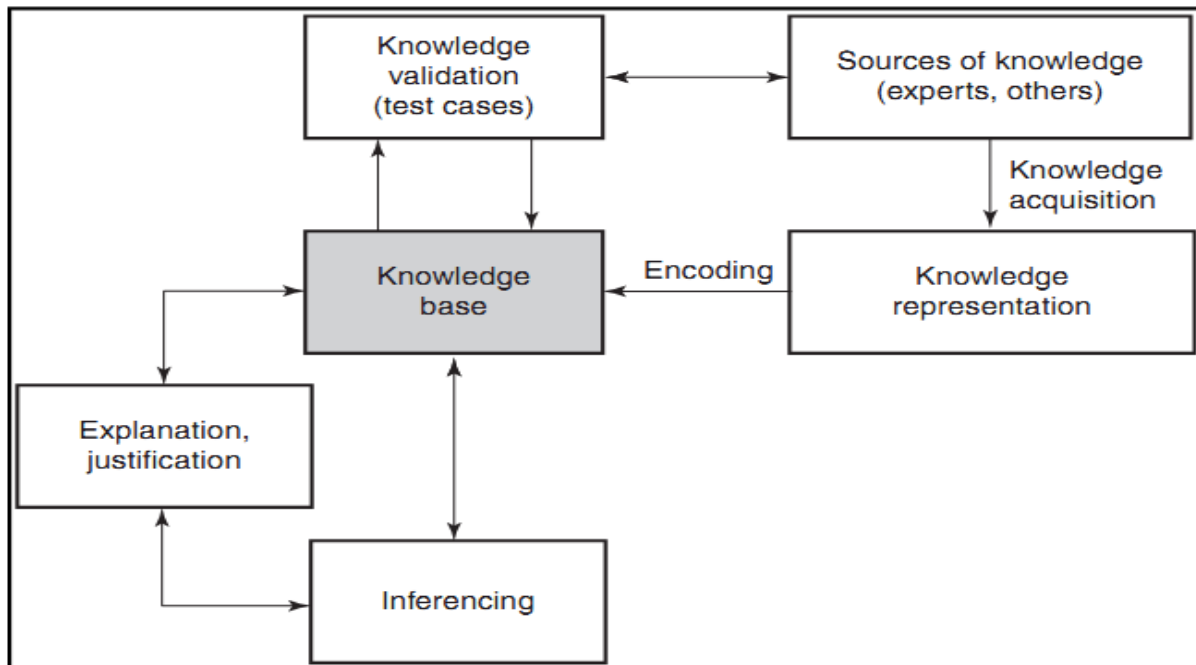 Knowledge
validation
(test cases)
Sources of knowledge
(experts, others)
Knowledge
acquisition
Knowledge
base
Encoding
Knowledge
representation
Explanation,
justification
Inferencing